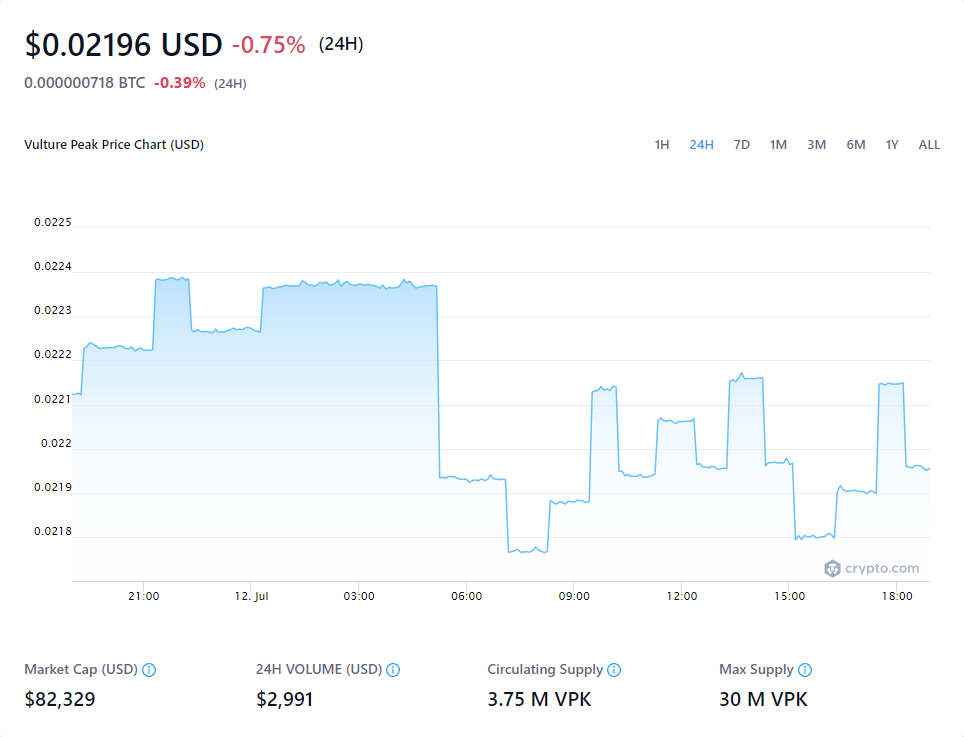 $0.02196 USD -0.75% (24H)
0.000000718 BTC -0.39% (24H)
Vulture Peak Price Chart (USD) 1H 24H 7D 1M 3M 6M 1Y ALL
0.0225
0.0224
0.0223
0.0222
0.0221
0.022
0.0219
0.0218
crypto.com
21:00 12. Jul 03:00 06:00 09:00 12:00 15:00 18:00
Market Cap (USD) 24H VOLUME (USD) Circulating Supply Max Supply
$82,329 $2,991 3.75 M VPK 30 M VPK